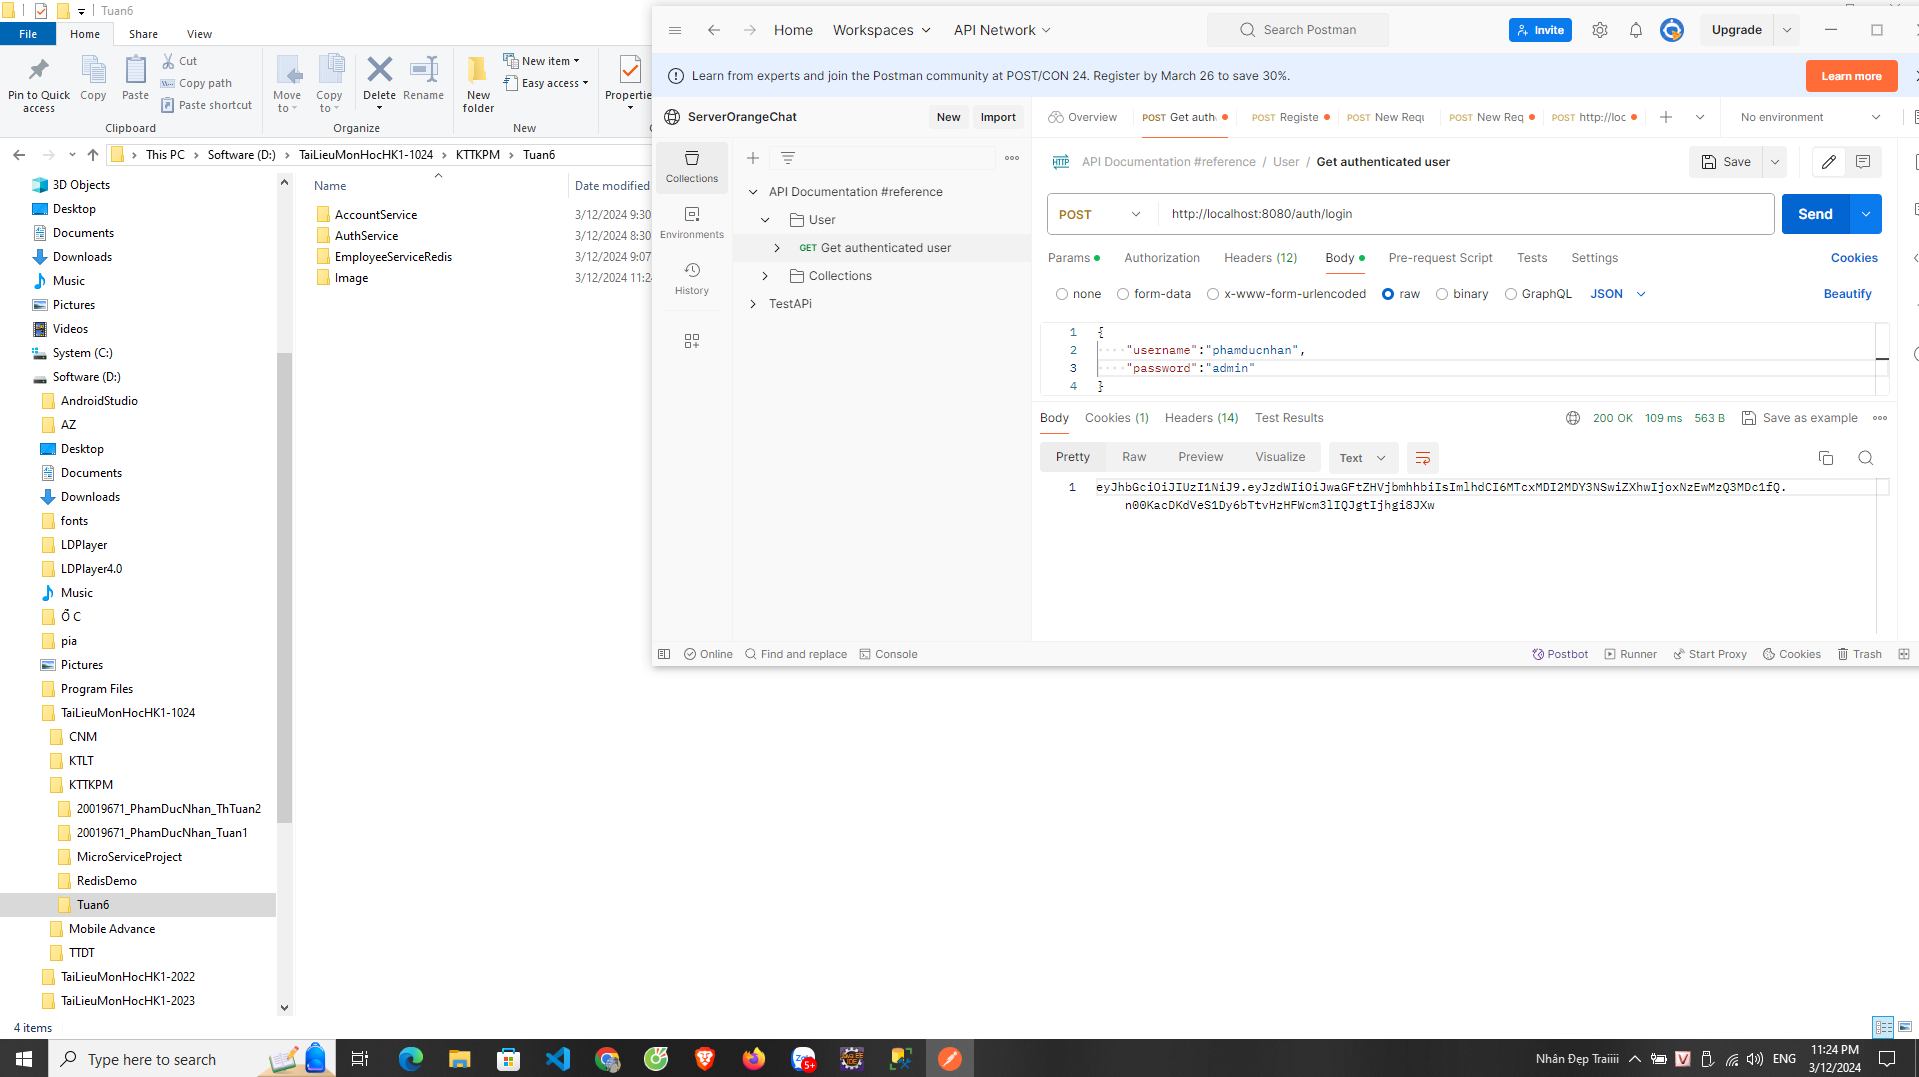 Tuan6
File Home Share View
Pin to Quick access
Copy
Paste
Cut
Copy path
Paste shortcut
Clipboard
Move to
Copy to
Delete
Rename
Organize
New folder
New item
Easy access
New
This PC Software (D:) TaiLieuMonHocHK1-1024 KTTKPM Tuan6
3D Objects
Desktop
Documents
Downloads
Music
Pictures
Videos
System (C:)
Software (D:)
AndroidStudio
AZ
Desktop
Documents
Downloads
fonts
LDPlayer
LDPlayer4.0
Music
Ổ C
pia
Pictures
Program Files
TaiLieuMonHocHK1-1024
CNM
KTLT
KTTKPM
20019671_PhamDucNhan_ThTuan2
20019671_PhamDucNhan_Tuan1
MicroServiceProject
RedisDemo
Tuan6
Mobile Advance
TTDT
TaiLieuMonHocHK1-2022
TaiLieuMonHocHK1-2023
4 items
Name Date modified
AccountService 3/12/2024 9:30
AuthService 3/12/2024 8:30
EmployeeServiceRedis 3/12/2024 9:07
Image
Home Workspaces API Network Search Postman Invite Upgrade
Learn from experts and join the Postman community at POST/CON 24. Register by March 26 to save 30%. Learn more
ServerOrangeChat New Import
Overview POST Get auth POST Registe POST New Requ POST New Req POST http://loc No environment
Collections
Environments
History
API Documentation #reference
User
GET Get authenticated user
Collections
TestAPi
HTTP API Documentation #reference / User / Get authenticated user Save
POST http://localhost:8080/auth/login Send
Params Authorization Headers (12) Body Pre-request Script Tests Settings Cookies
none form-data x-www-form-urlencoded raw binary GraphQL JSON Beautify
1 {
2 "username":"phamducnhan",
3 "password":"admin"
4 }
Body Cookies (1) Headers (14) Test Results 200 OK 109 ms 563 B Save as example
Pretty Raw Preview Visualize Text
1 eyJhbGciOiJIUzI1NiJ9.eyJzdWIiOiJwaGFtZHVjbmhhbiIsImlhdCI6MTcxMDI2MDY3NSwiZXhwIjoxNzEwMzQ3MDc1fQ.
n00KacDKdVeS1Dy6bTtvHzHFWcm3lIQJgtIjhgi8JXw
Online Find and replace Console Postbot Runner Start Proxy Cookies Trash
Type here to search
Zalo 5+
Java EE IDE
Nhân Đẹp Traiiii
V
ENG
11:24 PM
3/12/2024